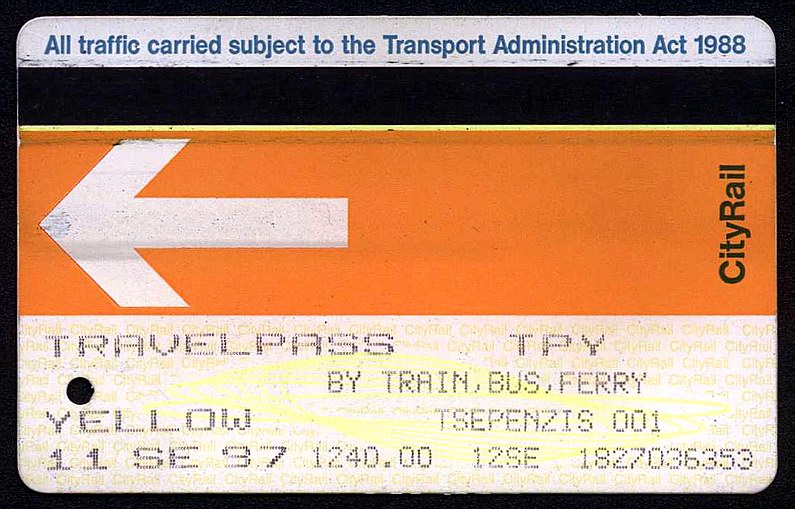 All traffic carried subject to the Transport Administration Act 1988
CityRail
TRAVELPASS TPY
BY TRAIN,BUS,FERRY
YELLOW TSEPENZIS 001
11 SE 97 1240.00 12SE 1827036353